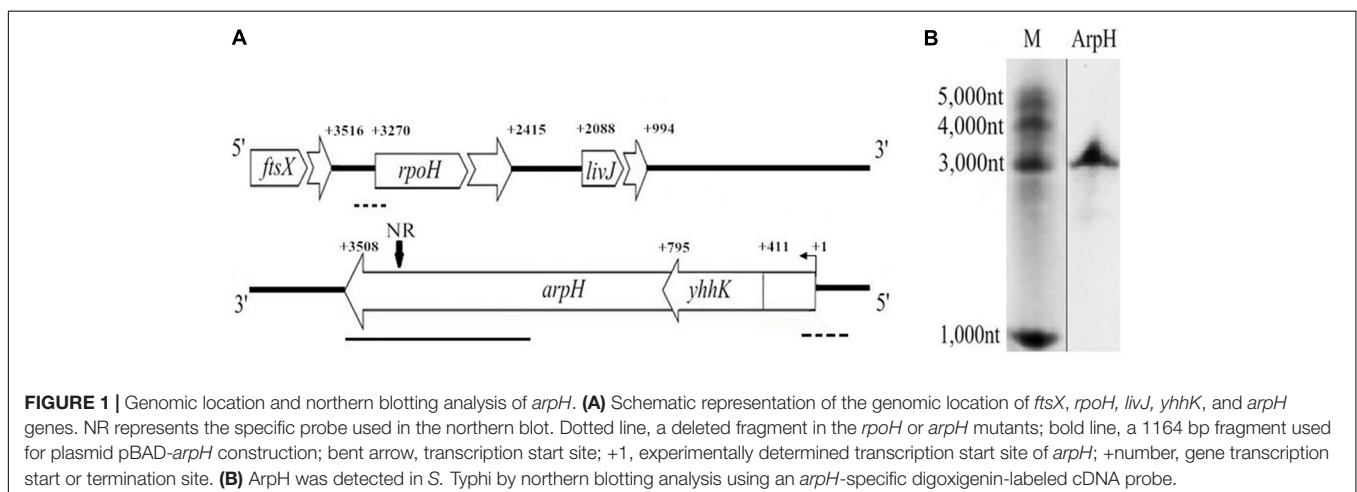 A
B
M ArpH
+3516 +3270 +2415 +2088 +994
5' 3'
ftsX rpoH livJ
NR
+3508 +795 +411 +1
arpH yhhK
3' 5'
5,000nt
4,000nt
3,000nt
1,000nt
FIGURE 1 | Genomic location and northern blotting analysis of arpH. (A) Schematic representation of the genomic location of ftsX, rpoH, livJ, yhhK, and arpH
genes. NR represents the specific probe used in the northern blot. Dotted line, a deleted fragment in the rpoH or arpH mutants; bold line, a 1164 bp fragment used
for plasmid pBAD-arpH construction; bent arrow, transcription start site; +1, experimentally determined transcription start site of arpH; +number, gene transcription
start or termination site. (B) ArpH was detected in S. Typhi by northern blotting analysis using an arpH-specific digoxigenin-labeled cDNA probe.